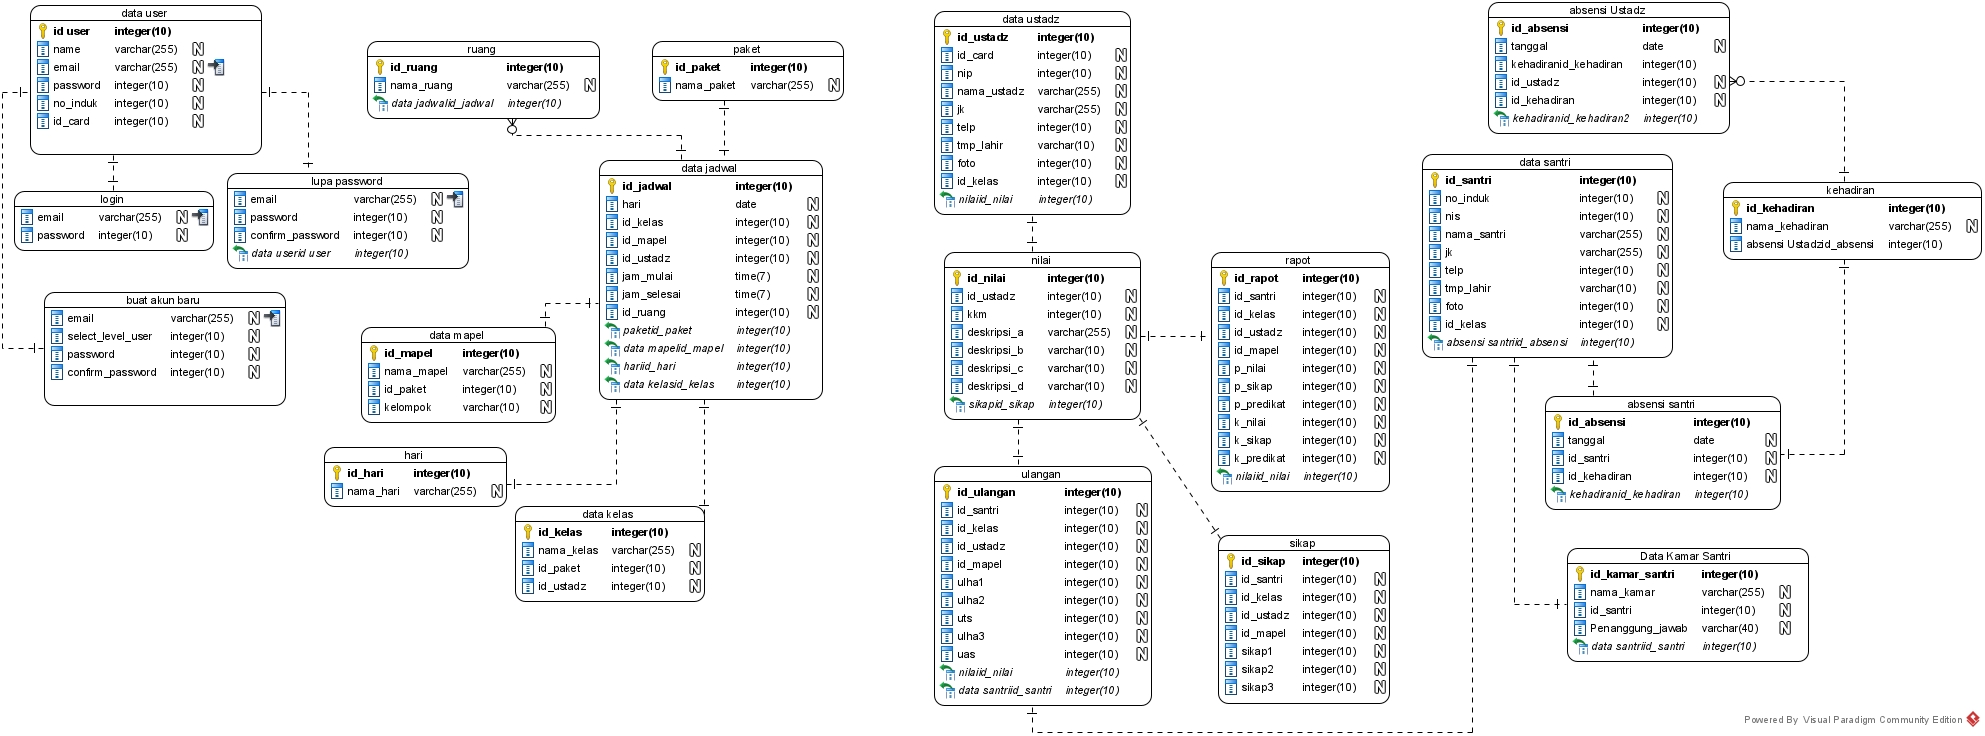 data user
id user integer(10)
name varchar(255) N
email varchar(255) N
password integer(10) N
no_induk integer(10) N
id_card integer(10) N
login
email varchar(255) N
password integer(10) N
lupa password
email varchar(255) N
password integer(10) N
confirm_password integer(10) N
data userid user integer(10)
buat akun baru
email varchar(255) N
select_level_user integer(10) N
password integer(10) N
confirm_password integer(10) N
ruang
id_ruang integer(10)
nama_ruang varchar(255) N
data jadwalid_jadwal integer(10)
paket
id_paket integer(10)
nama_paket varchar(255) N
data jadwal
id_jadwal integer(10)
hari date N
id_kelas integer(10) N
id_mapel integer(10) N
id_ustadz integer(10) N
jam_mulai time(7) N
jam_selesai time(7) N
id_ruang integer(10) N
paketid_paket integer(10)
data mapelid_mapel integer(10)
hariid_hari integer(10)
data kelasid_kelas integer(10)
data mapel
id_mapel integer(10)
nama_mapel varchar(255) N
id_paket integer(10) N
kelompok varchar(10) N
hari
id_hari integer(10)
nama_hari varchar(255) N
data kelas
id_kelas integer(10)
nama_kelas varchar(255) N
id_paket integer(10) N
id_ustadz integer(10) N
data ustadz
id_ustadz integer(10)
id_card integer(10) N
nip integer(10) N
nama_ustadz varchar(255) N
jk varchar(255) N
telp integer(10) N
tmp_lahir varchar(10) N
foto integer(10) N
id_kelas integer(10) N
nilaiid_nilai integer(10)
nilai
id_nilai integer(10)
id_ustadz integer(10) N
kkm integer(10) N
deskripsi_a varchar(255) N
deskripsi_b varchar(10) N
deskripsi_c varchar(10) N
deskripsi_d varchar(10) N
sikapid_sikap integer(10)
rapot
id_rapot integer(10)
id_santri integer(10) N
id_kelas integer(10) N
id_ustadz integer(10) N
id_mapel integer(10) N
p_nilai integer(10) N
p_sikap integer(10) N
p_predikat integer(10) N
k_nilai integer(10) N
k_sikap integer(10) N
k_predikat integer(10) N
nilaiid_nilai integer(10)
ulangan
id_ulangan integer(10)
id_santri integer(10) N
id_kelas integer(10) N
id_ustadz integer(10) N
id_mapel integer(10) N
ulha1 integer(10) N
ulha2 integer(10) N
uts integer(10) N
ulha3 integer(10) N
uas integer(10) N
nilaiid_nilai integer(10)
data santriid_santri integer(10)
sikap
id_sikap integer(10)
id_santri integer(10) N
id_kelas integer(10) N
id_ustadz integer(10) N
id_mapel integer(10) N
sikap1 integer(10) N
sikap2 integer(10) N
sikap3 integer(10) N
absensi Ustadz
id_absensi integer(10)
tanggal date N
kehadiranid_kehadiran integer(10)
id_ustadz integer(10) N
id_kehadiran integer(10) N
kehadiranid_kehadiran2 integer(10)
data santri
id_santri integer(10)
no_induk integer(10) N
nis integer(10) N
nama_santri varchar(255) N
jk varchar(255) N
telp integer(10) N
tmp_lahir varchar(10) N
foto integer(10) N
id_kelas integer(10) N
absensi santriid_absensi integer(10)
kehadiran
id_kehadiran integer(10)
nama_kehadiran varchar(255) N
absensi Ustadzid_absensi integer(10)
absensi santri
id_absensi integer(10)
tanggal date N
id_santri integer(10) N
id_kehadiran integer(10) N
kehadiranid_kehadiran integer(10)
Data Kamar Santri
id_kamar_santri integer(10)
nama_kamar varchar(255) N
id_santri integer(10) N
Penanggung_jawab varchar(40) N
data santriid_santri integer(10)
Powered By Visual Paradigm Community Edition